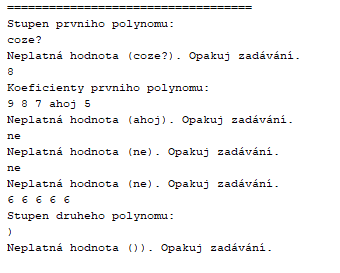 ===================================
Stupen prvniho polynomu:
coze?
Neplatná hodnota (coze?). Opakuj zadávání.
8
Koeficienty prvniho polynomu:
9 8 7 ahoj 5
Neplatná hodnota (ahoj). Opakuj zadávání.
ne
Neplatná hodnota (ne). Opakuj zadávání.
ne
Neplatná hodnota (ne). Opakuj zadávání.
6 6 6 6 6
Stupen druheho polynomu:
)
Neplatná hodnota ()). Opakuj zadávání.